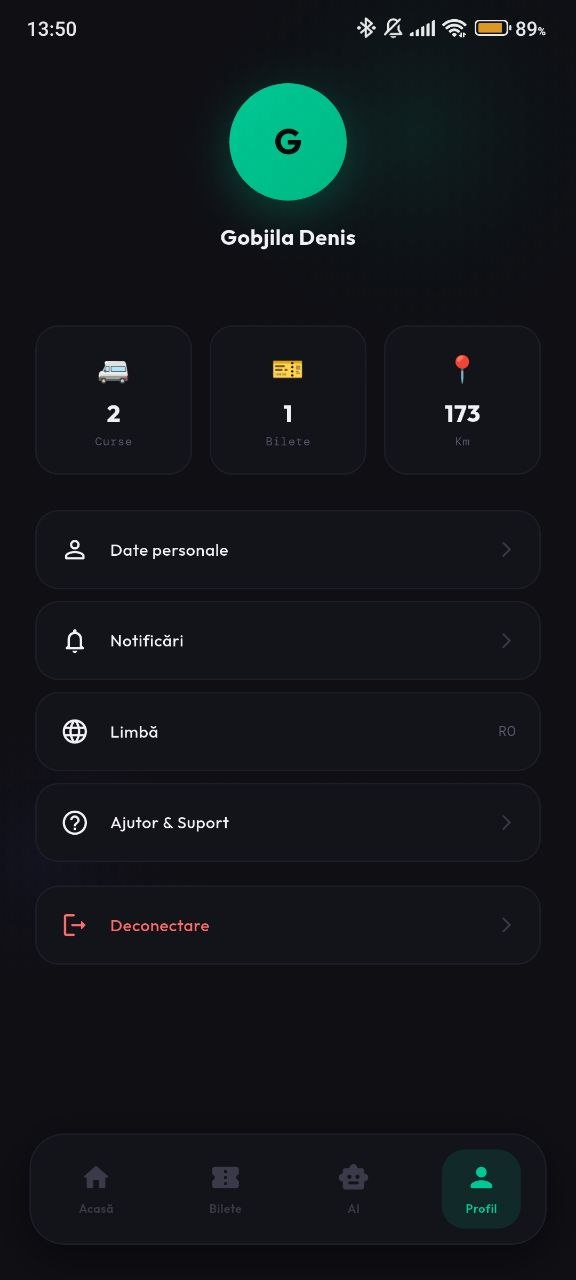 13:50
89%
G
Gobjila Denis
2
1
173
Curse
Bilete
Km
Date personale
Notificări
Limbă
RO
Ajutor & Suport
Deconectare
Acasă
Bilete
AI
Profil